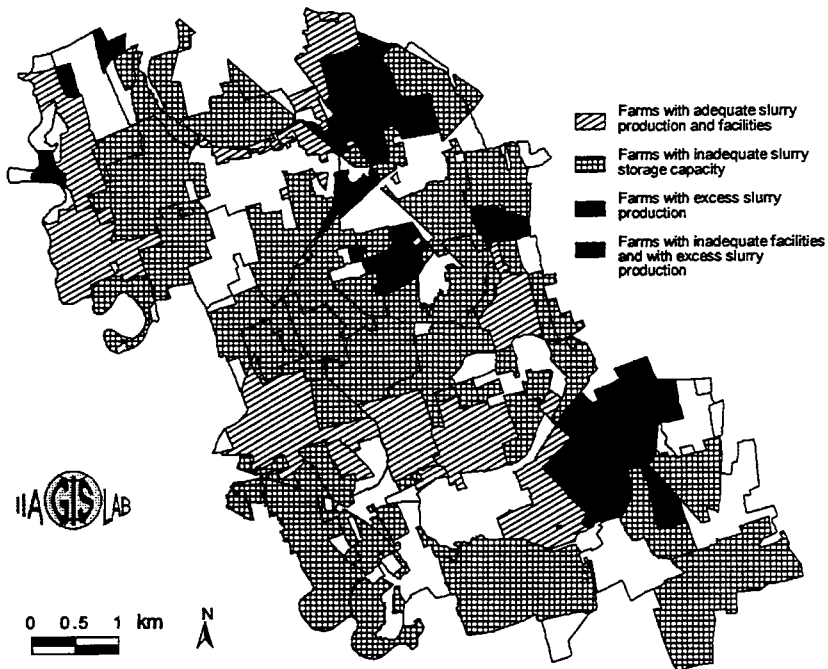 Farms with adequate slurry
production and facilities
Farms with inadequate slurry
storage capacity
Farms with excess slurry
production
Farms with inadequate facilities
and with excess slurry
production
IIA GIS LAB
0 0.5 1 km
N